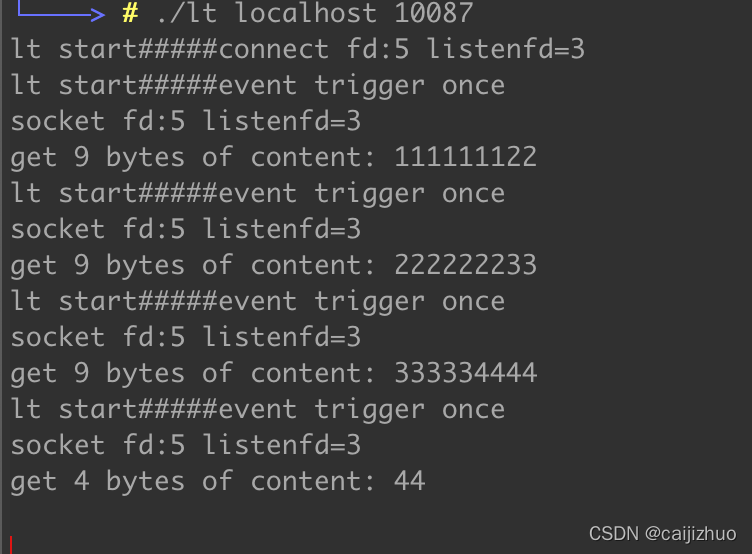 # ./lt localhost 10087
lt start#####connect fd:5 listenfd=3
lt start#####event trigger once
socket fd:5 listenfd=3
get 9 bytes of content: 111111122
lt start#####event trigger once
socket fd:5 listenfd=3
get 9 bytes of content: 222222233
lt start#####event trigger once
socket fd:5 listenfd=3
get 9 bytes of content: 333334444
lt start#####event trigger once
socket fd:5 listenfd=3
get 4 bytes of content: 44
CSDN @caijizhuo